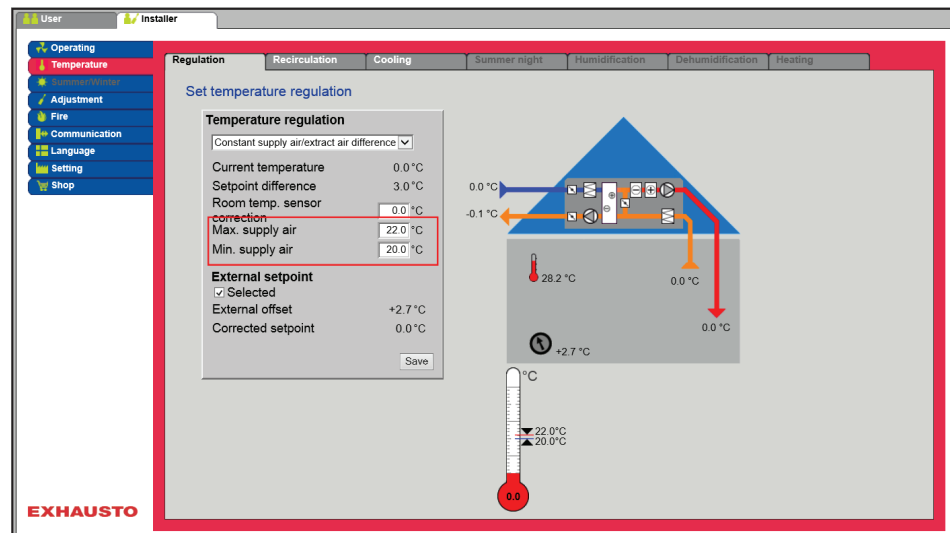 User
Installer
Operating
Temperature
Summer/Winter
Adjustment
Fire
Communication
Language
Setting
Shop
EXHAUSTO
Regulation Recirculation Cooling Summer night Humidification Dehumidification Heating
Set temperature regulation
Temperature regulation
Constant supply air/extract air difference
Current temperature 0.0 °C
Setpoint difference 3.0 °C
Room temp. sensor
correction 0.0 °C
Max. supply air 22.0 °C
Min. supply air 20.0 °C
External setpoint
Selected
External offset +2.7 °C
Corrected setpoint 0.0 °C
Save
0.0 °C
-0.1 °C
28.2 °C
0.0 °C
0.0 °C
+2.7 °C
°C
22.0°C
20.0°C
0.0